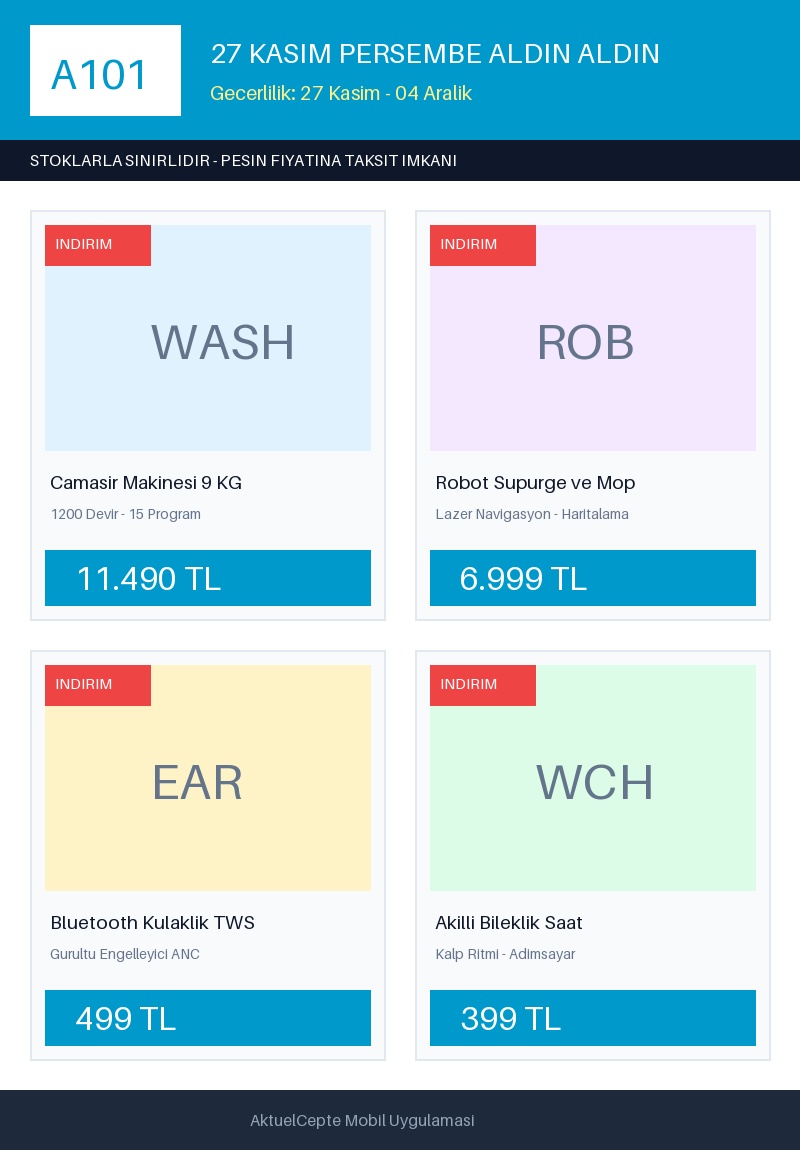 A101
27 KASIM PERSEMBE ALDIN ALDIN
Gecerlilik: 27 Kasim - 04 Aralik
STOKLARLA SINIRLIDIR - PESIN FIYATINA TAKSIT IMKANI
INDIRIM
WASH
Camasir Makinesi 9 KG
1200 Devir - 15 Program
11.490 TL
INDIRIM
ROB
Robot Supurge ve Mop
Lazer Navigasyon - Haritalama
6.999 TL
INDIRIM
EAR
Bluetooth Kulaklik TWS
Gurultu Engelleyici ANC
499 TL
INDIRIM
WCH
Akilli Bileklik Saat
Kalp Ritmi - Adimsayar
399 TL
AktuelCepte Mobil Uygulamasi